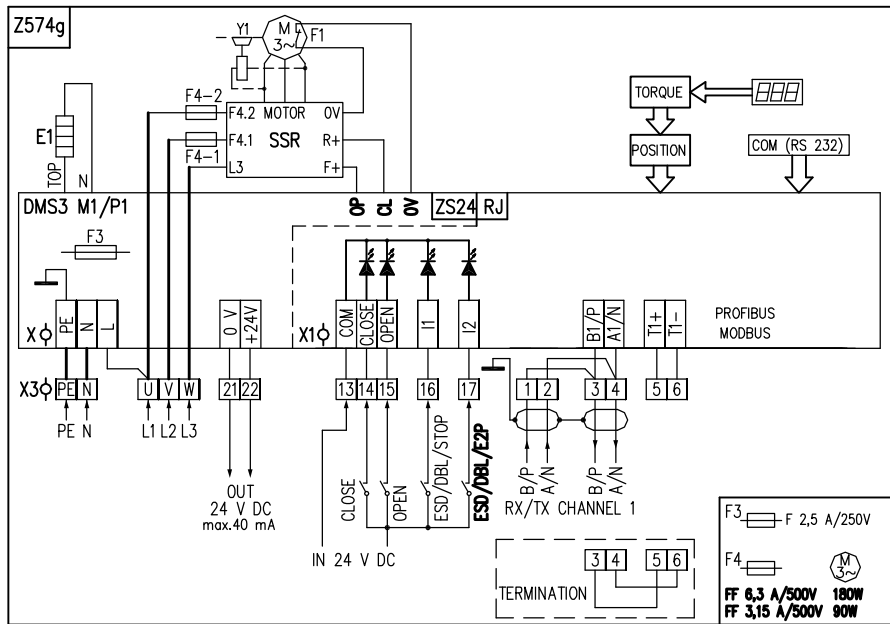 Z574g
Y1
M
3~
F1
F4-2
F4.2
MOTOR
0V
TORQUE
E1
F4.1
SSR
R+
F4-1
POSITION
COM (RS 232)
TOP
N
L3
F+
DMS3 M1/P1
OP
CL
0V
ZS24
RJ
F3
X
PE
N
L
0 V
+24V
X1
COM
CLOSE
OPEN
I1
I2
B1/P
A1/N
T1+
T1-
PROFIBUS
MODBUS
X3
PE
N
U
V
W
21
22
13
14
15
16
17
1
2
3
4
5
6
PE N
L1 L2 L3
OUT
24 V DC
max.40 mA
CLOSE
OPEN
ESD/DBL/STOP
ESD/DBL/E2P
B/P
A/N
B/P
A/N
RX/TX CHANNEL 1
IN 24 V DC
TERMINATION
3
4
5
6
F3
F 2,5 A/250V
F4
M
3~
FF 6,3 A/500V 180W
FF 3,15 A/500V 90W